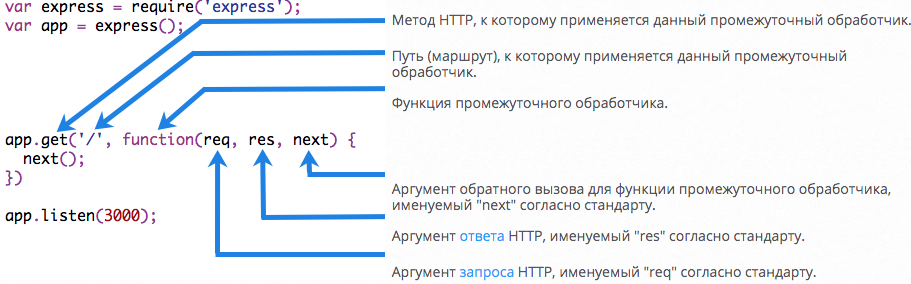 var express = require('express');
var app = express();
app.get('/', function(req, res, next) {
next();
})
app.listen(3000);
Метод HTTP, к которому применяется данный промежуточный обработчик.
Путь (маршрут), к которому применяется данный промежуточный
обработчик.
Функция промежуточного обработчика.
Аргумент обратного вызова для функции промежуточного обработчика,
именуемый "next" согласно стандарту.
Аргумент ответа HTTP, именуемый "res" согласно стандарту.
Аргумент запроса HTTP, именуемый "req" согласно стандарту.